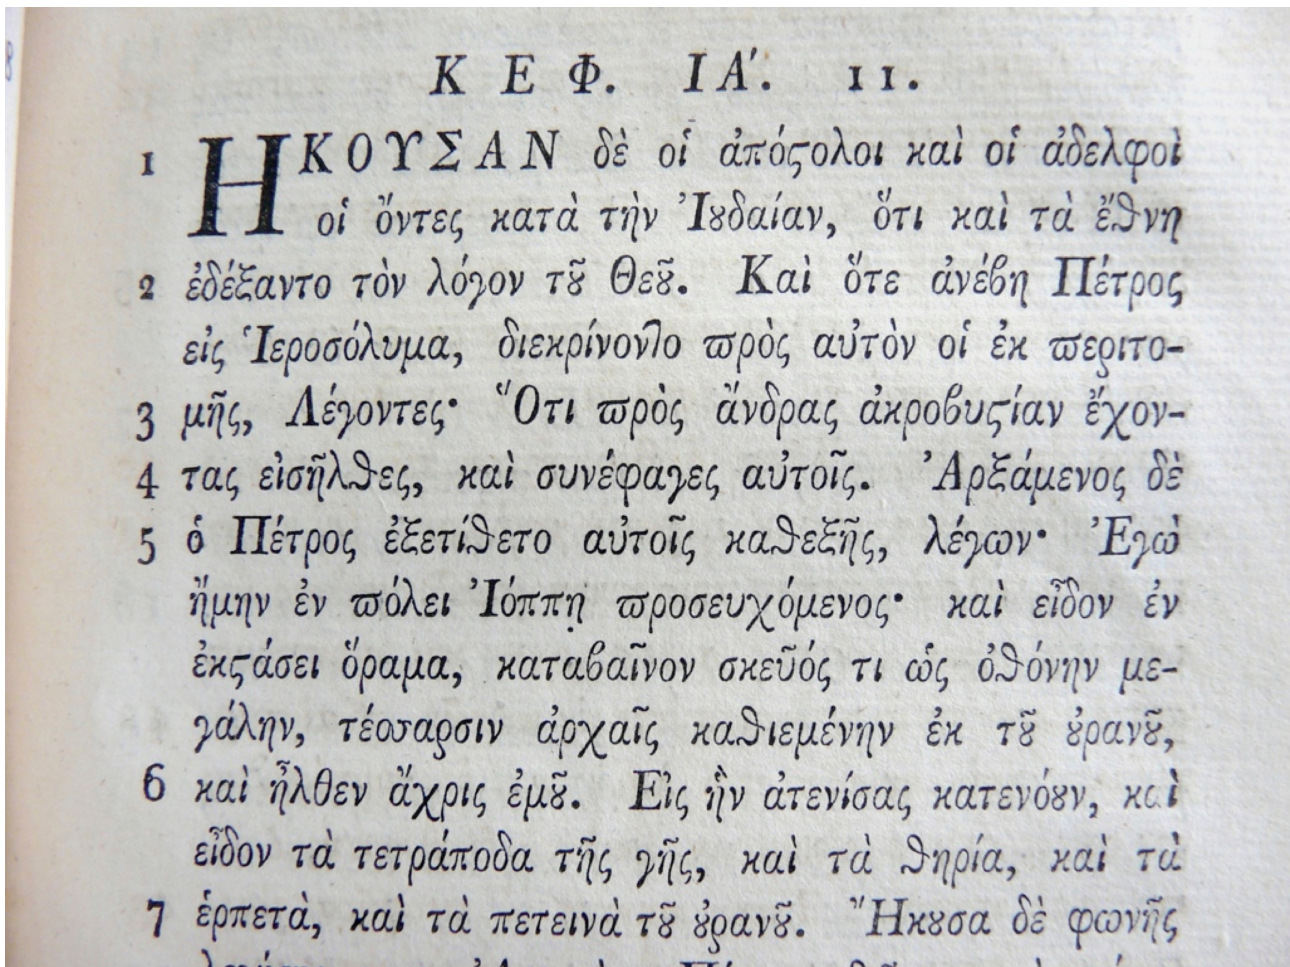 ΚΕΦ. ΙΑ΄. 11.
1 ΗΚΟΥΣΑΝ δὲ οἱ ἀπόϛολοι καὶ οἱ ἀδελφοὶ
οἱ ὄντες κατὰ τὴν Ἰȣδαίαν, ὅτι καὶ τὰ ἔθνη
2 ἐδέξαντο τὸν λόγον τȣ͂ Θεȣ͂. Καὶ ὅτε ἀνέβη Πέτρος
εἰς Ἱεροσόλυμα, διεκρίνοντο ϖρὸς αὐτὸν οἱ ἐκ ϖεριτο-
3 μῆς, Λέγοντες· Ὅτι ϖρὸς ἄνδρας ἀκροβυϛίαν ἔχον-
4 τας εἰσῆλθες, καὶ συνέφαγες αὐτοῖς. Ἀρξάμενος δὲ
5 ὁ Πέτρος ἐξετίθετο αὐτοῖς καθεξῆς, λέγων· Ἐγὼ
ἤμην ἐν ϖόλει Ἰόππῃ ϖροσευχόμενος· καὶ εἶδον ἐν
ἐκϛάσει ὅραμα, καταβαῖνον σκεῦός τι ὡς ὀθόνην με-
γάλην, τέσσαρσιν ἀρχαῖς καθιεμένην ἐκ τȣ͂ ȣ̓ρανȣ͂,
6 καὶ ἦλθεν ἄχρις ἐμȣ͂. Εἰς ἣν ἀτενίσας κατενόȣν, καὶ
εἶδον τὰ τετράποδα τῆς γῆς, καὶ τὰ θηρία, καὶ τὰ
7 ἑρπετὰ, καὶ τὰ πετεινὰ τȣ͂ ȣ̓ρανȣ͂. Ἤκȣσα δὲ φωνῆς